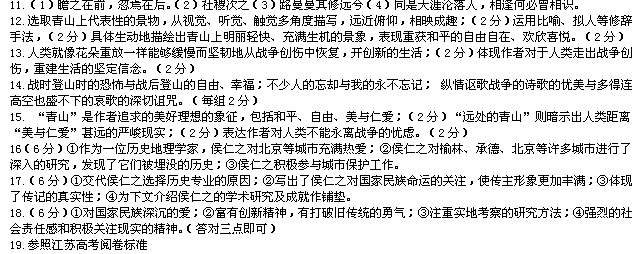 11.（1）瞻之在前，忽焉在后。（2）社稷次之（3）路曼曼其修远兮（4）同是天涯沦落人，相逢何必曾相识。
12. 选取青山上代表性的景物，从视觉、听觉、触觉多角度描写，远近俯仰，相映成趣；（2分）运用比喻、拟人等修辞
手法，（2分）具体生动地描绘出青山上明丽轻快、充满生机的景象，表现重获和平的自由自在、欢欣喜悦。（2分）
13. 人类就像花朵重放一样能够缓慢而坚韧地从战争创伤中恢复，开创新的生活；（2分）体现作者对于人类走出战争创
伤，重建生活的坚定信念。（2分）
14. 战时登山时的恐怖与战后登山的自由、幸福；不少人的忘却与我的永不忘记； 纵情讴歌战争的诗歌的优美与多得连
高空也盛不下的哀歌的深切诅咒。（每组2分）
15. “青山”是作者追求的美好理想的象征，包括和平、自由、美与仁爱；（2分）“远处的青山”则暗示出人类距离
“美与仁爱”甚远的严峻现实；（2分）表达作者对人类不能永离战争的忧虑。（2分）
16（6分）①作为一位历史地理学家，侯仁之对北京等城市充满热爱；②侯仁之对榆林、承德、北京等许多城市进行了
深入的研究，发现了它们被埋没的历史；③侯仁之积极参与城市保护工作。
17.（6分）①交代侯仁之选择历史专业的原因；②写出了侯仁之对国家民族命运的关注，使传主形象更加丰满；③体现
了传记的真实性；④为下文介绍侯仁之的学术研究及成就作铺垫。
18.（6分）①对国家民族深沉的爱；②富有创新精神，有打破旧传统的勇气；③注重实地考察的研究方法；④强烈的社
会责任感和积极关注现实的精神。（答对三点即可）
19. 参照江苏高考阅卷标准